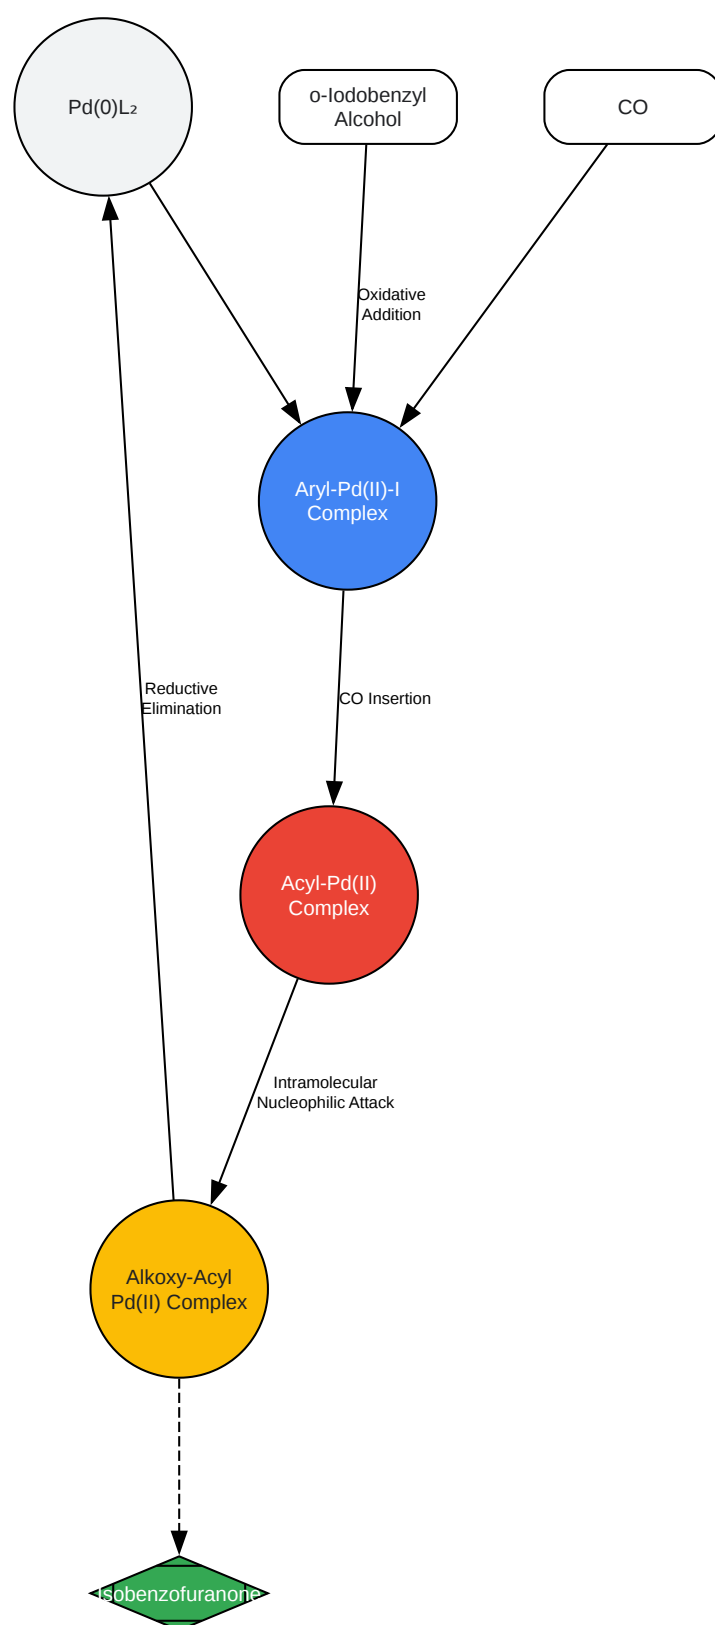 Pd(0)L₂
o-Iodobenzyl
Alcohol
CO
Oxidative
Addition
Aryl-Pd(II)-I
Complex
Reductive
Elimination
CO Insertion
Acyl-Pd(II)
Complex
Intramolecular
Nucleophilic Attack
Alkoxy-Acyl
Pd(II) Complex
Isobenzofuranone